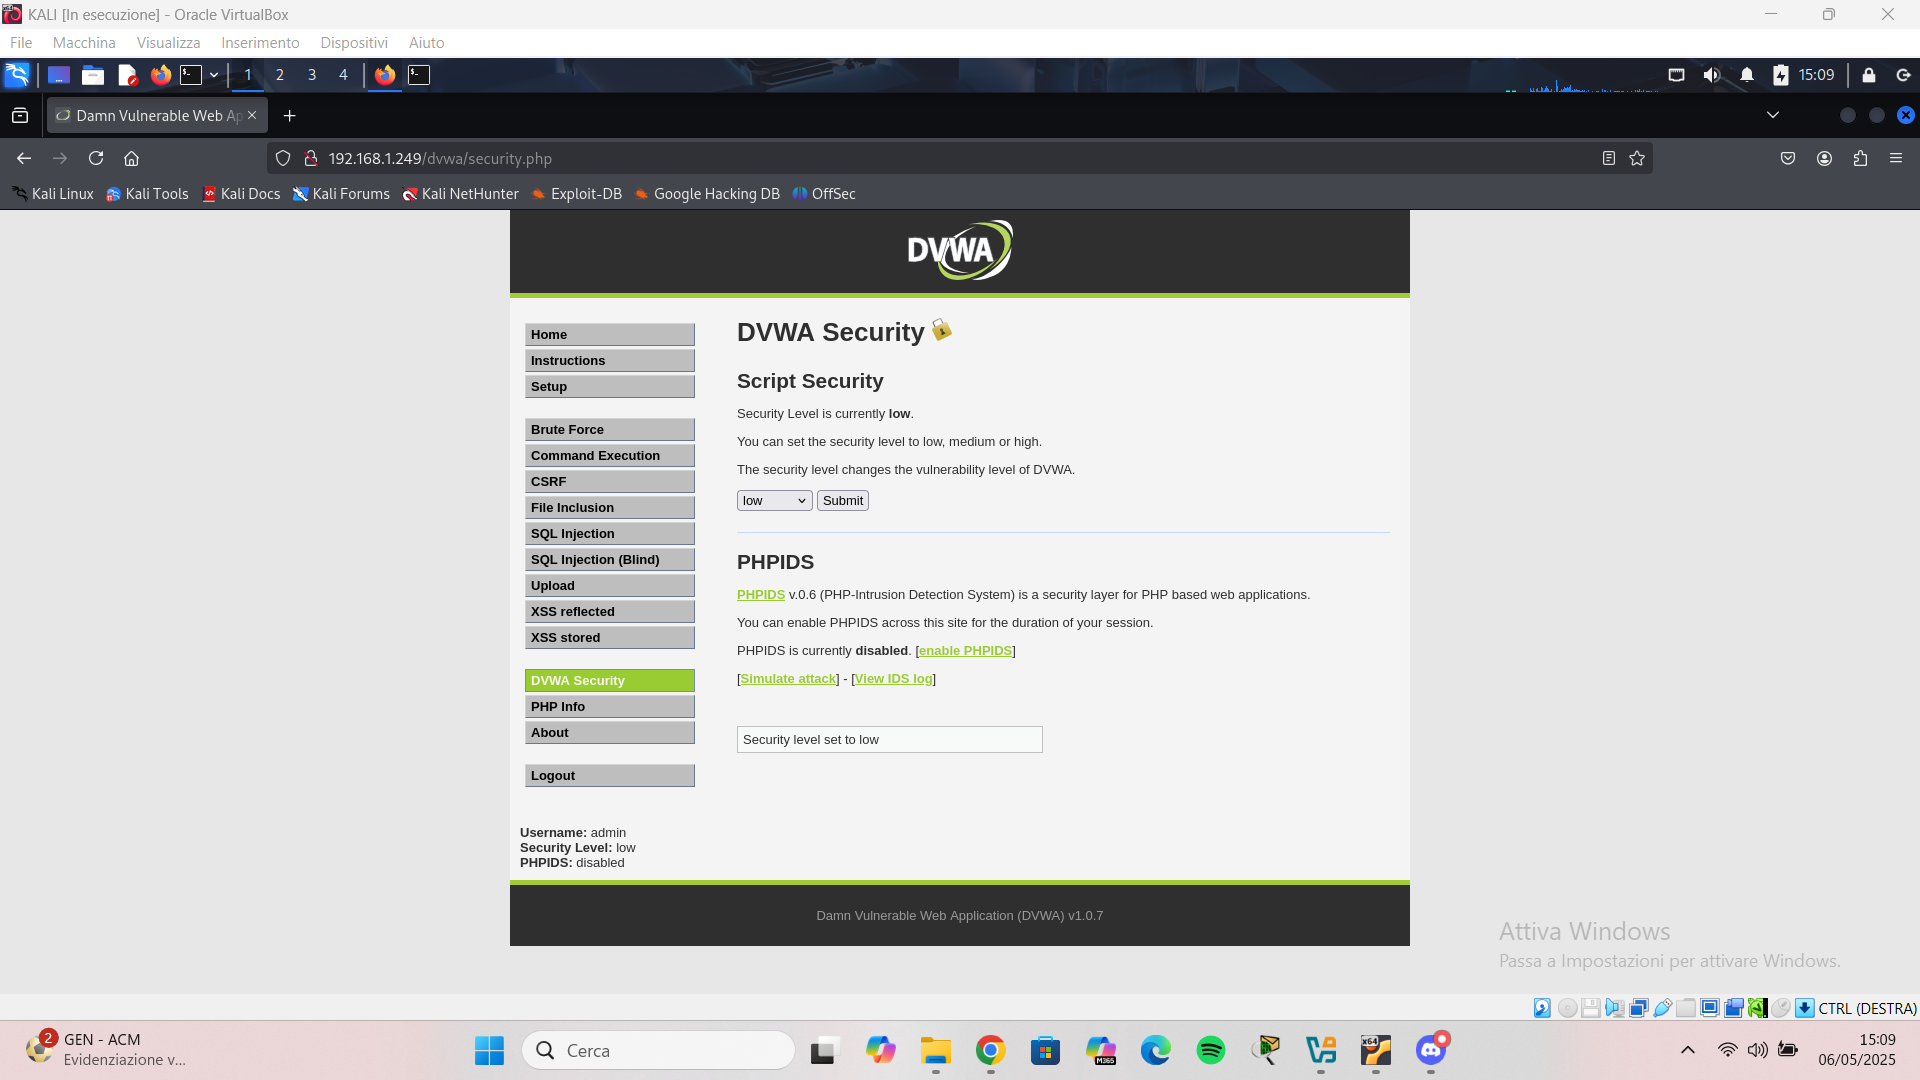 KALI [In esecuzione] - Oracle VirtualBox
File Macchina Visualizza Inserimento Dispositivi Aiuto
1 2 3 4 15:09
Damn Vulnerable Web Ap
192.168.1.249/dvwa/security.php
Kali Linux Kali Tools Kali Docs Kali Forums Kali NetHunter Exploit-DB Google Hacking DB OffSec
DVWA
Home
Instructions
Setup
Brute Force
Command Execution
CSRF
File Inclusion
SQL Injection
SQL Injection (Blind)
Upload
XSS reflected
XSS stored
DVWA Security
PHP Info
About
Logout
DVWA Security
Script Security
Security Level is currently low.
You can set the security level to low, medium or high.
The security level changes the vulnerability level of DVWA.
low Submit
PHPIDS
PHPIDS v.0.6 (PHP-Intrusion Detection System) is a security layer for PHP based web applications.
You can enable PHPIDS across this site for the duration of your session.
PHPIDS is currently disabled. [enable PHPIDS]
[Simulate attack] - [View IDS log]
Security level set to low
Username: admin
Security Level: low
PHPIDS: disabled
Damn Vulnerable Web Application (DVWA) v1.0.7
Attiva Windows
Passa a Impostazioni per attivare Windows.
CTRL (DESTRA)
2 GEN - ACM
Evidenziazione v...
Cerca
M365
X64
15:09
06/05/2025